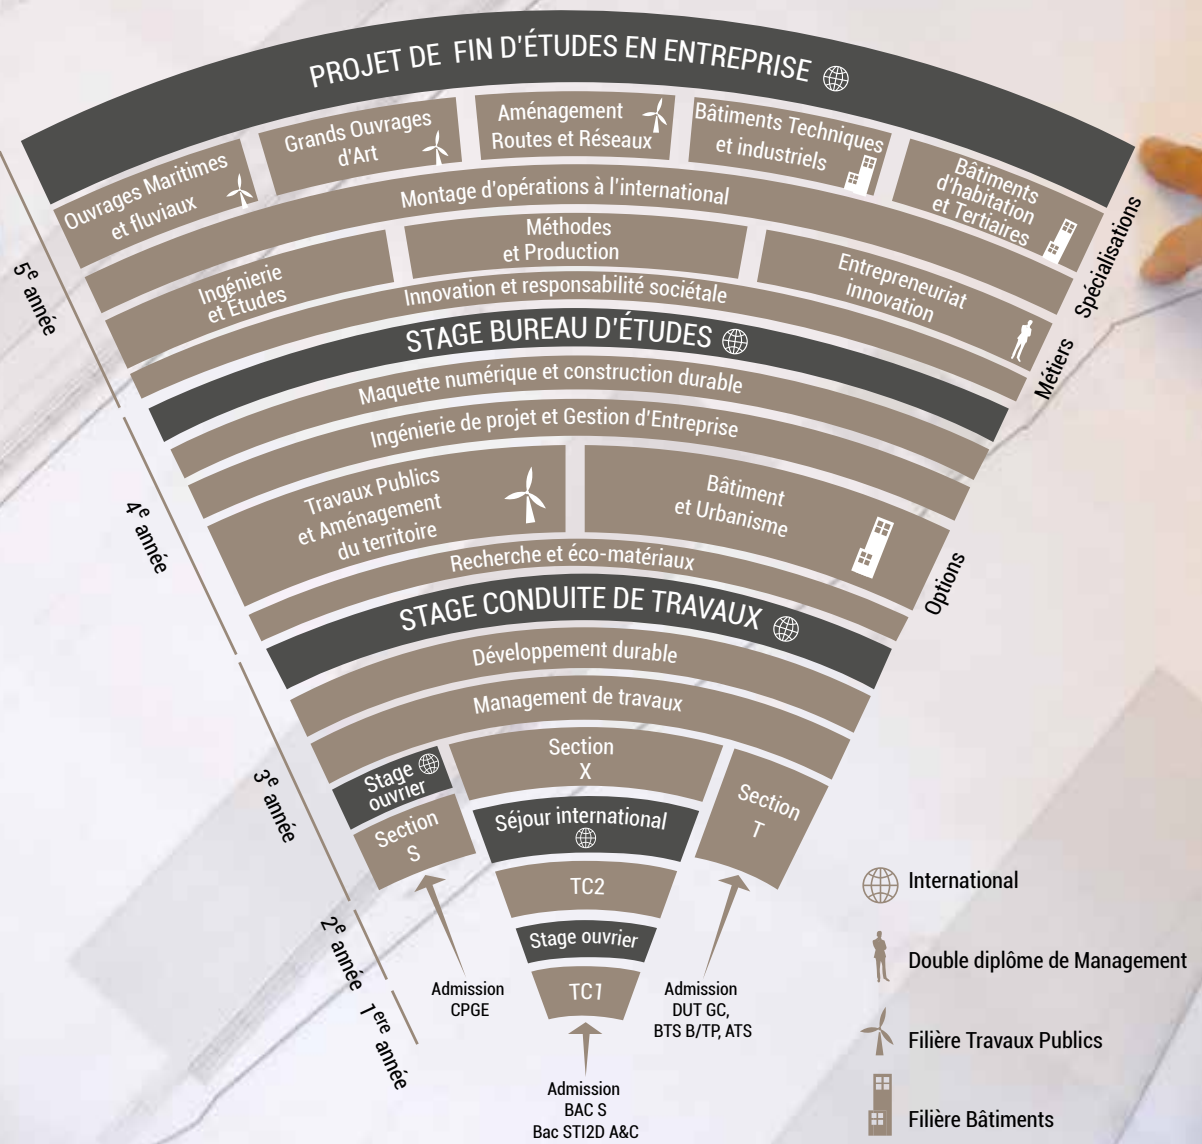 PROJET DE FIN D'ÉTUDES EN ENTREPRISE
Ouvrages Maritimes
et fluviaux
Grands Ouvrages
d'Art
Aménagement
Routes et Réseaux
Bâtiments Techniques
et industriels
Bâtiments
d'habitation
et Tertiaires
Spécialisations
Montage d'opérations à l'international
5e année
Ingénierie
et Etudes
Méthodes
et Production
Entrepreneuriat
innovation
Métiers
Innovation et responsabilité sociétale
STAGE BUREAU D'ÉTUDES
Maquette numérique et construction durable
Ingénierie de projet et Gestion d'Entreprise
4e année
Travaux Publics
et Aménagement
du territoire
Bâtiment
et Urbanisme
Options
Recherche et éco-matériaux
STAGE CONDUITE DE TRAVAUX
Développement durable
Management de travaux
3e année
Stage
ouvrier
Section
S
Section
X
Section
T
Séjour international
2e année
TC2
Stage ouvrier
1ere année
TC1
Admission
CPGE
Admission
DUT GC,
BTS B/TP, ATS
Admission
BAC S
Bac STI2D A&C
International
Double diplôme de Management
Filière Travaux Publics
Filière Bâtiments